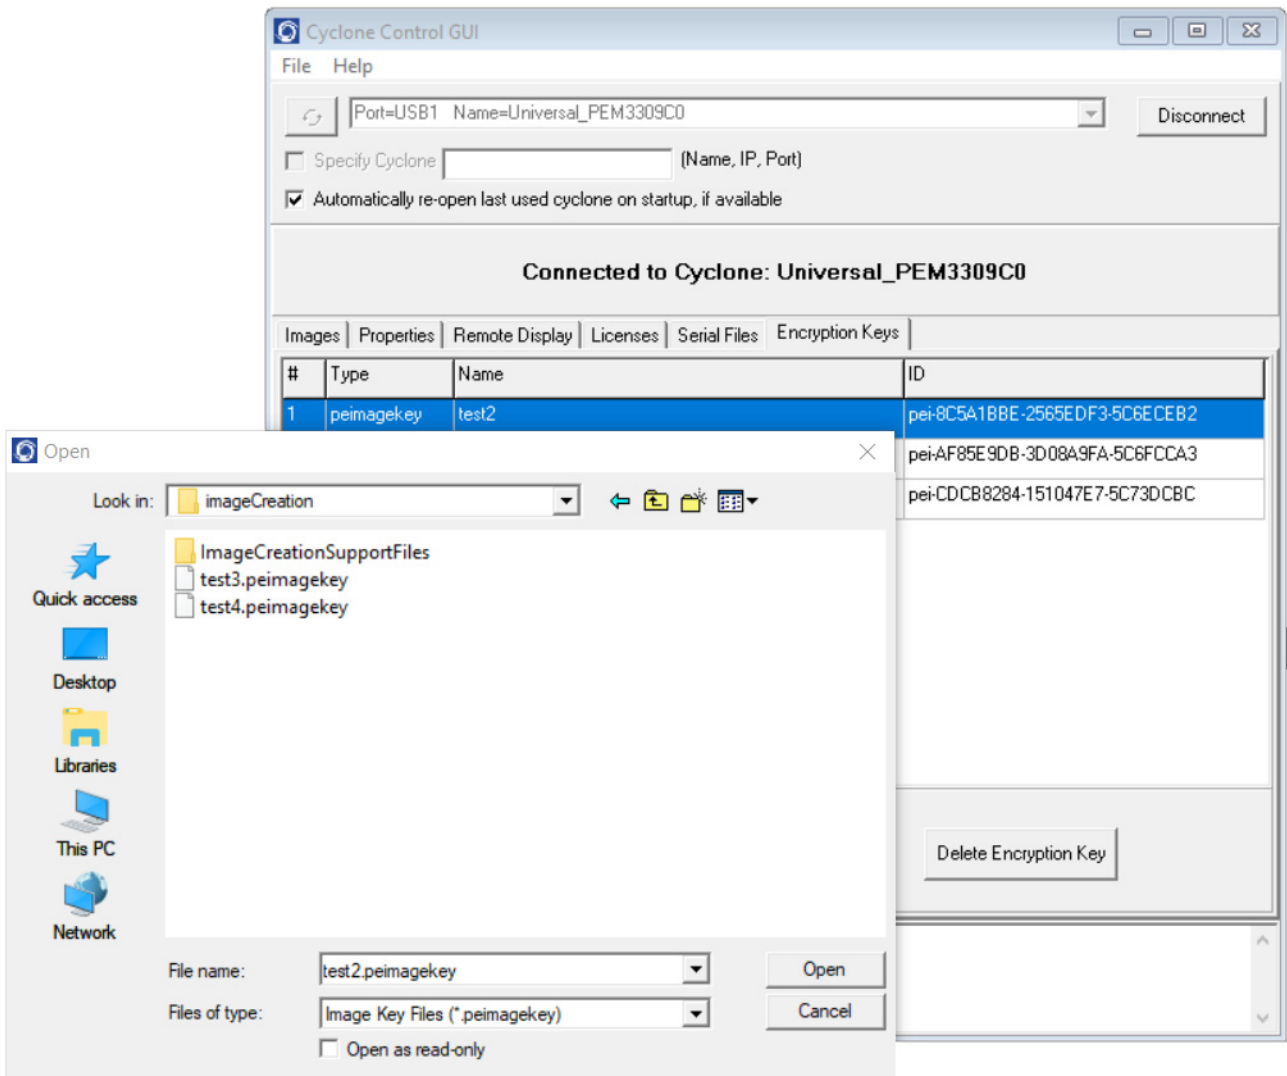 Cyclone Control GUI
File Help
Port=USB1 Name=Universal_PEM3309C0
Disconnect
Specify Cyclone (Name, IP, Port)
Automatically re-open last used cyclone on startup, if available
Connected to Cyclone: Universal_PEM3309C0
Images Properties Remote Display Licenses Serial Files Encryption Keys
# Type Name ID
1 peimagekey test2 pei-8C5A1BBE-2565EDF3-5C6ECEB2
pei-AF85E9DB-3D08A9FA-5C6FCCA3
pei-CDCB8284-151047E7-5C73DCBC
Delete Encryption Key
Open
Look in: imageCreation
ImageCreationSupportFiles
test3.peimagekey
test4.peimagekey
Quick access
Desktop
Libraries
This PC
Network
File name: test2.peimagekey Open
Files of type: Image Key Files (*.peimagekey) Cancel
Open as read-only